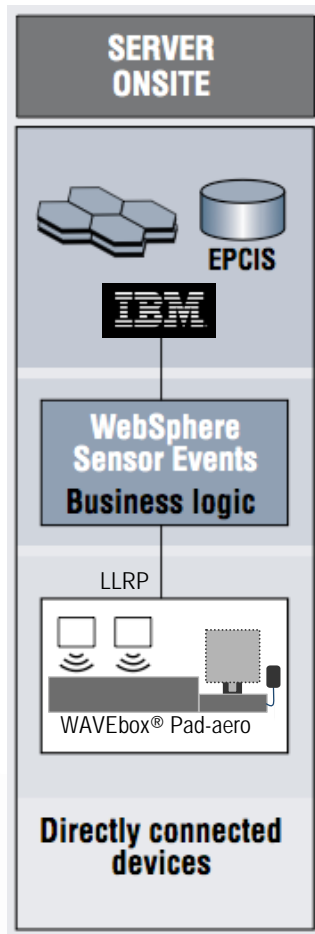 SERVER
ONSITE
EPCIS
IBM
WebSphere
Sensor Events
Business logic
LLRP
WAVEbox® Pad-aero
Directly connected
devices